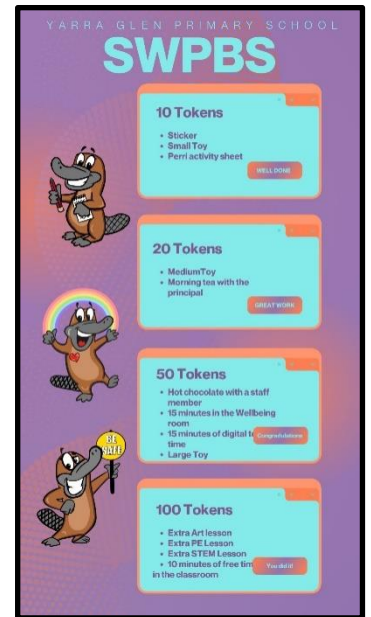 YARRA GLEN PRIMARY SCHOOL
SWPBS
10 Tokens
• Sticker
• Small Toy
• Perri activity sheet
WELL DONE
20 Tokens
• MediumToy
• Morning tea with the
principal
GREAT WORK
50 Tokens
• Hot chocolate with a staff
member
• 15 minutes in the Wellbeing
room
• 15 minutes of digital
time
Congratulations
• Large Toy
BE
SAFE
100 Tokens
• Extra Art lesson
• Extra PE Lesson
• Extra STEM Lesson
• 10 minutes of free tim
in the classroom
You did it!